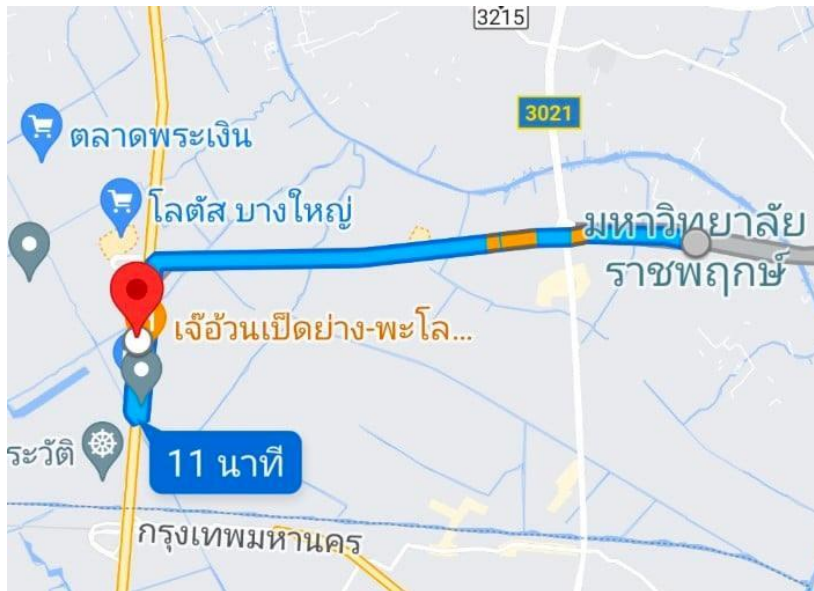 3215
3021
ตลาดพระเงิน
โลตัส บางใหญ่
มหาวิทยาลัย
ราชพฤกษ์
เจ๊อ้วนเป็ดย่าง-พะโล...
ระวัติ
11 นาที
กรุงเทพมหานคร